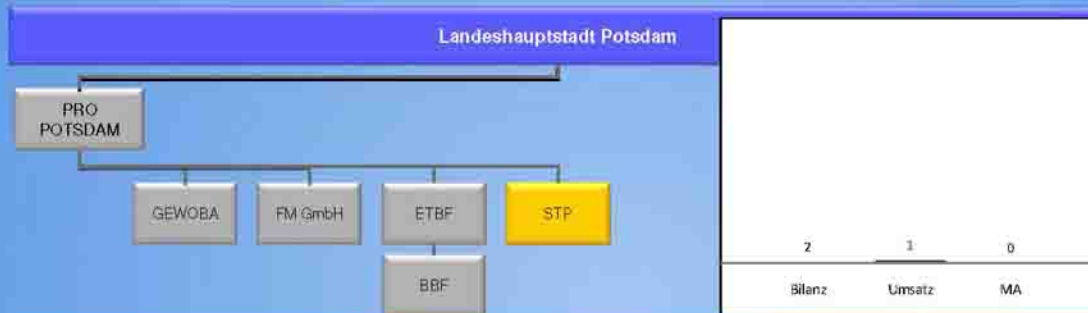 Landeshauptstadt Potsdam
PRO
POTSDAM
GEWOBA
FM GmbH
ETBF
STP
BBF
2
1
0
Bilanz
Umsatz
MA